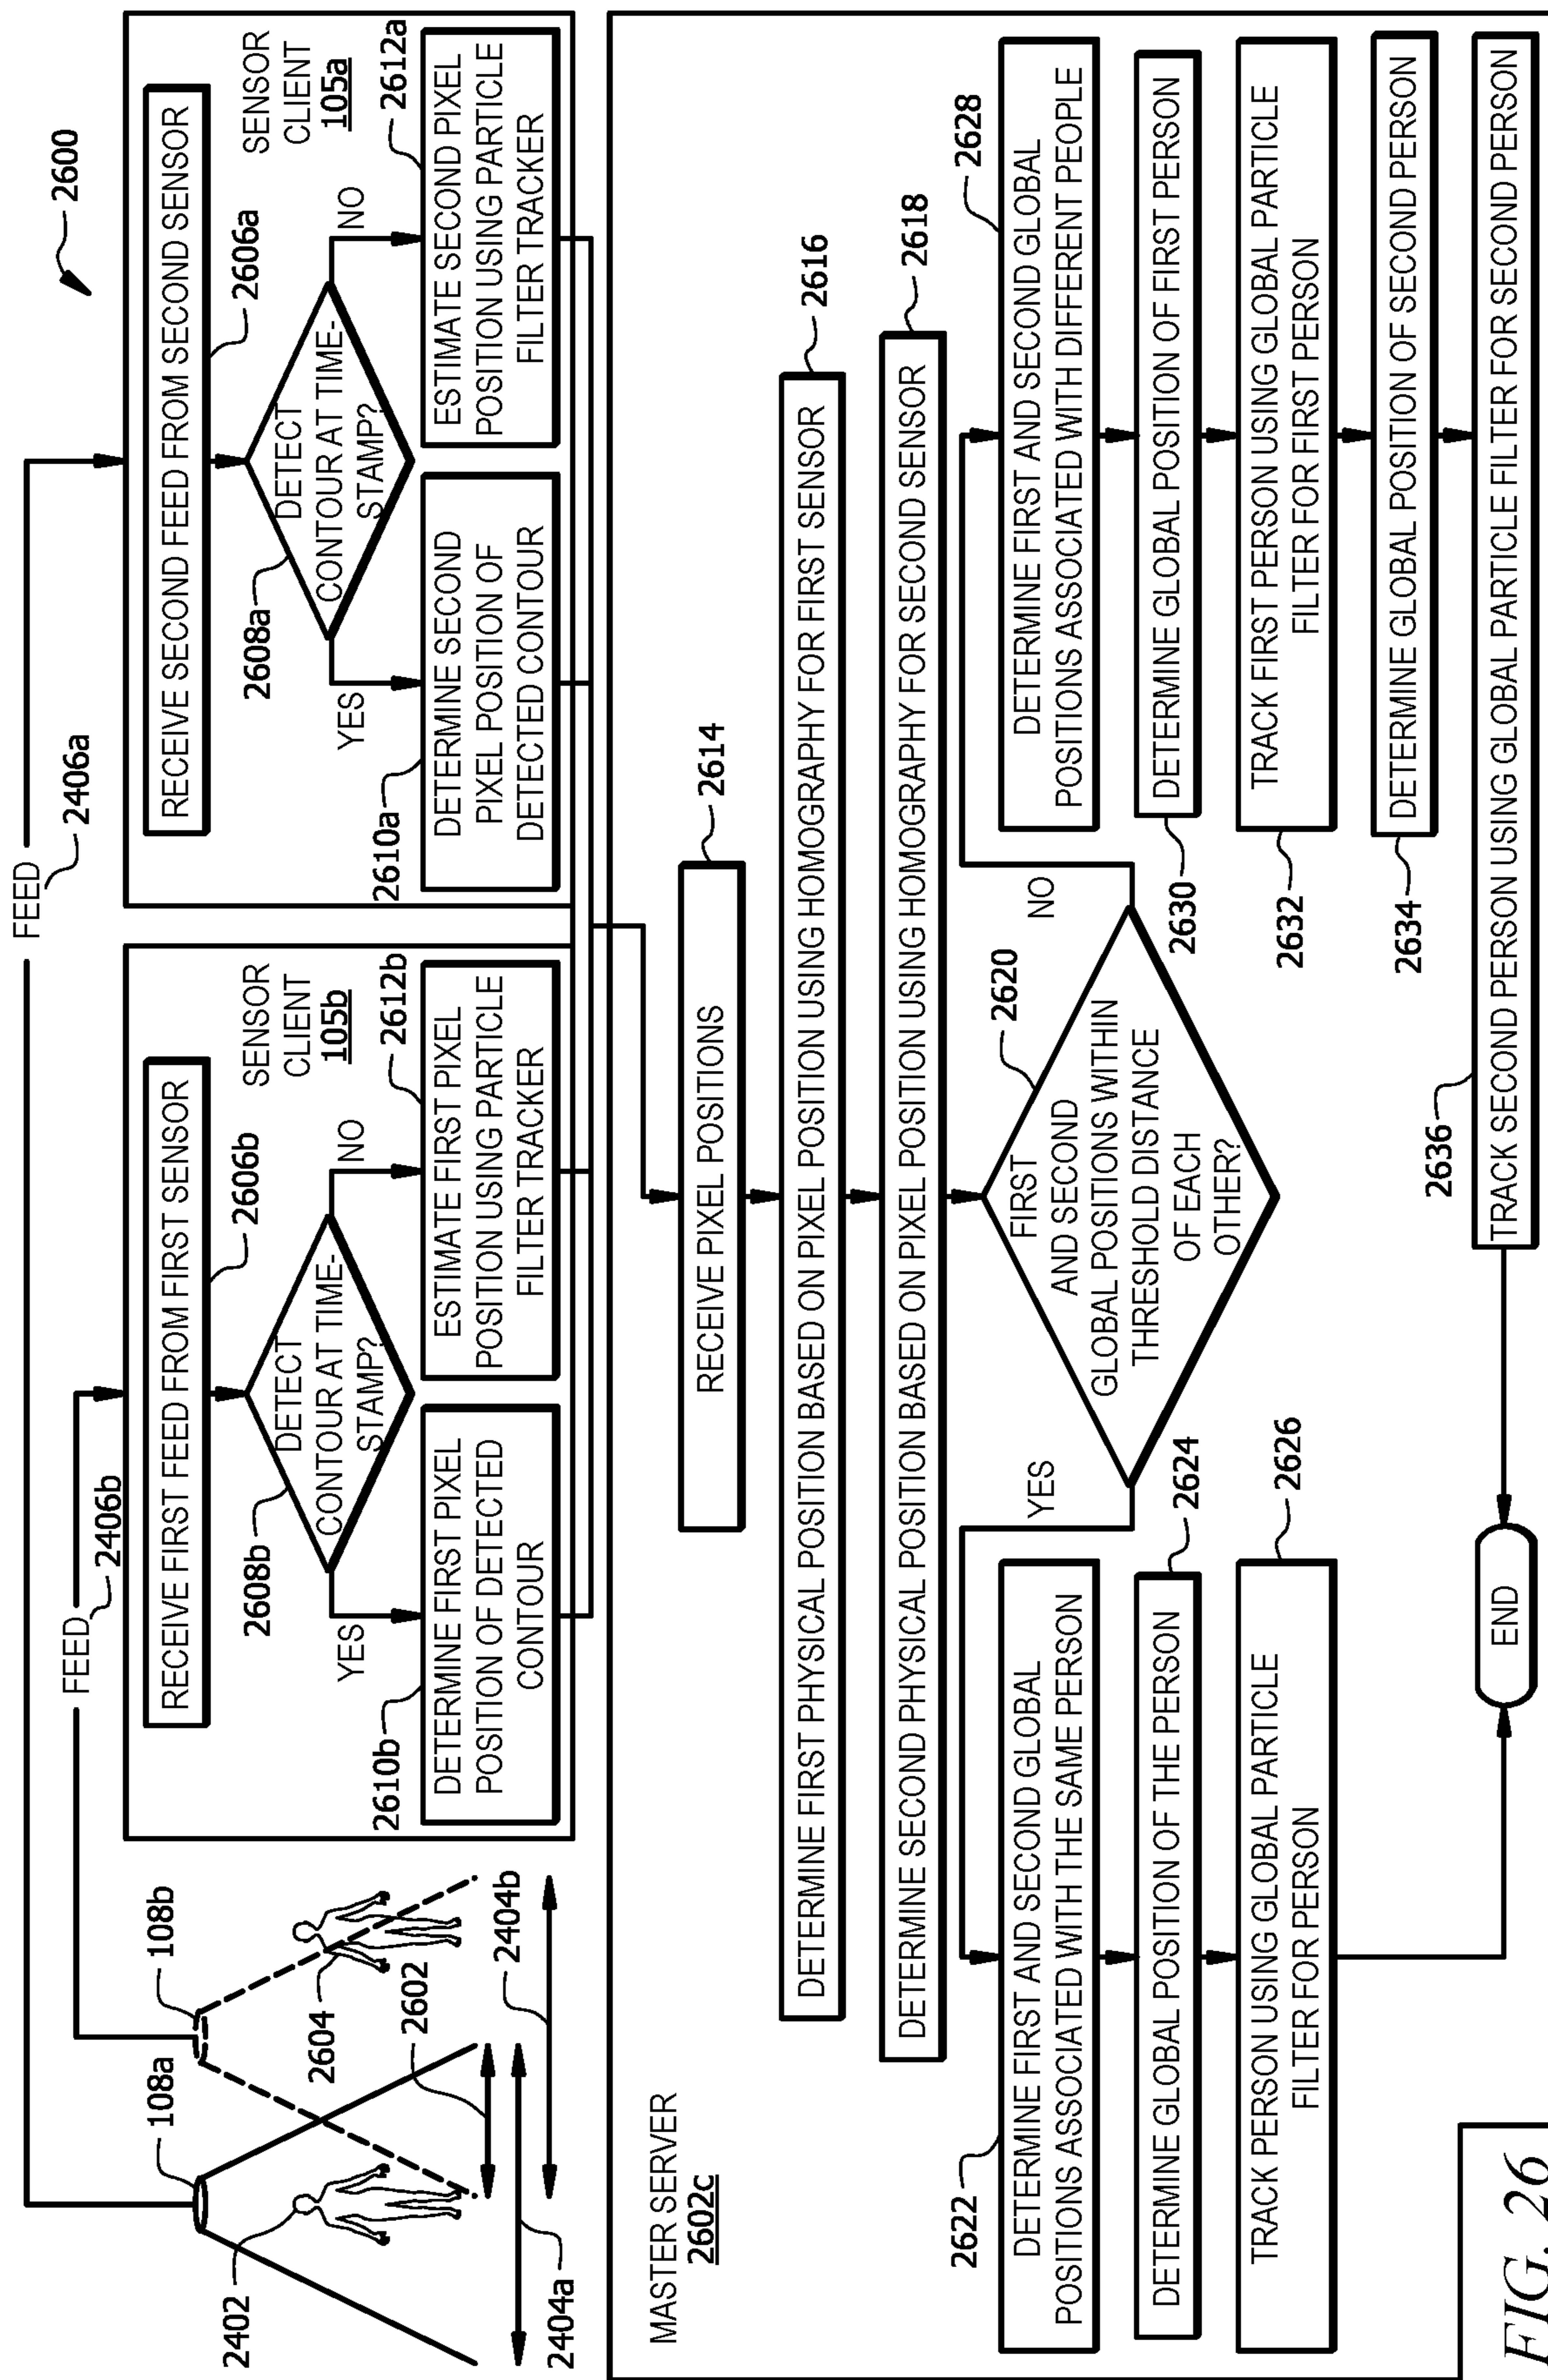 2600
FEED
2406a
FEED
2406b
108a
108b
2402
2604
2602
2404a
2404b
RECEIVE FIRST FEED FROM FIRST SENSOR
2606b
SENSOR
CLIENT
105b
DETECT
CONTOUR AT TIME-
STAMP?
2608b
YES
NO
2610b
DETERMINE FIRST PIXEL
POSITION OF DETECTED
CONTOUR
2612b
ESTIMATE FIRST PIXEL
POSITION USING PARTICLE
FILTER TRACKER
RECEIVE SECOND FEED FROM SECOND SENSOR
2606a
SENSOR
CLIENT
105a
DETECT
CONTOUR AT TIME-
STAMP?
2608a
YES
NO
2610a
DETERMINE SECOND
PIXEL POSITION OF
DETECTED CONTOUR
2612a
ESTIMATE SECOND PIXEL
POSITION USING PARTICLE
FILTER TRACKER
MASTER SERVER
2602c
RECEIVE PIXEL POSITIONS
2614
DETERMINE FIRST PHYSICAL POSITION BASED ON PIXEL POSITION USING HOMOGRAPHY FOR FIRST SENSOR
2616
DETERMINE SECOND PHYSICAL POSITION BASED ON PIXEL POSITION USING HOMOGRAPHY FOR SECOND SENSOR
2618
FIRST
AND SECOND
GLOBAL POSITIONS WITHIN
THRESHOLD DISTANCE
OF EACH
OTHER?
2620
YES
NO
2622
DETERMINE FIRST AND SECOND GLOBAL
POSITIONS ASSOCIATED WITH THE SAME PERSON
2624
DETERMINE GLOBAL POSITION OF THE PERSON
2626
TRACK PERSON USING GLOBAL PARTICLE
FILTER FOR PERSON
2628
DETERMINE FIRST AND SECOND GLOBAL
POSITIONS ASSOCIATED WITH DIFFERENT PEOPLE
2630
DETERMINE GLOBAL POSITION OF FIRST PERSON
2632
TRACK FIRST PERSON USING GLOBAL PARTICLE
FILTER FOR FIRST PERSON
2634
DETERMINE GLOBAL POSITION OF SECOND PERSON
2636
TRACK SECOND PERSON USING GLOBAL PARTICLE FILTER FOR SECOND PERSON
END
FIG. 26